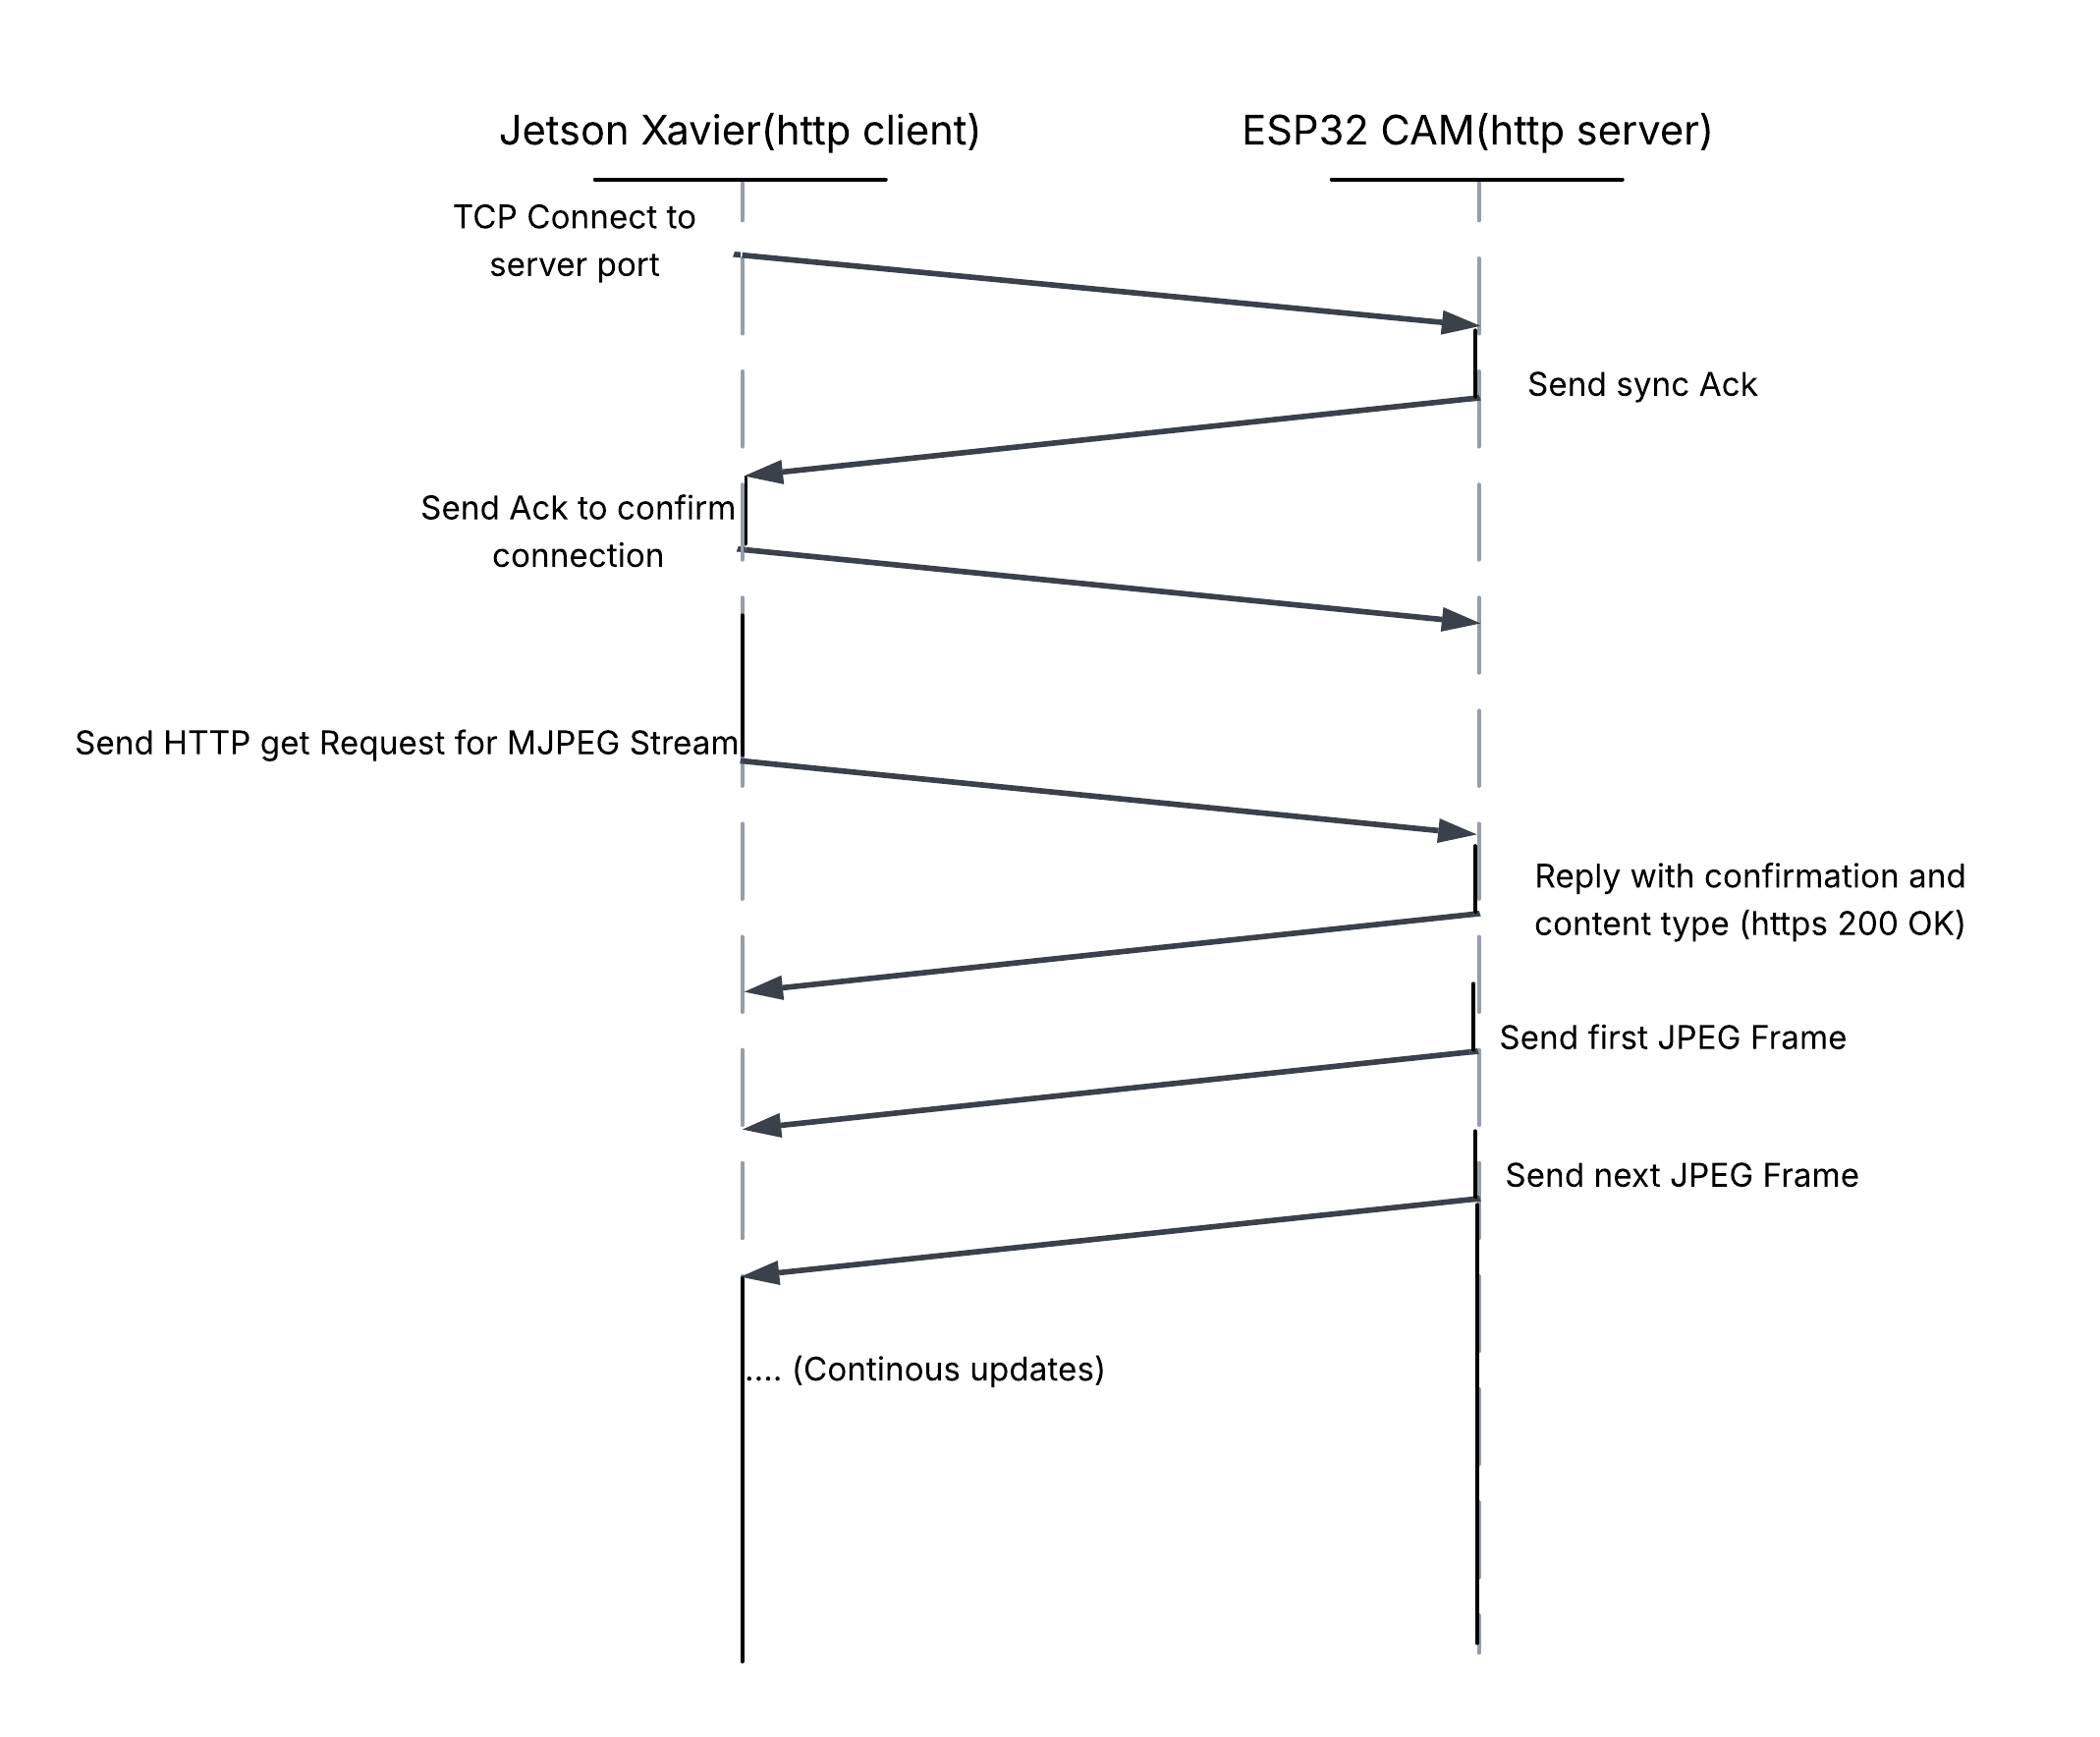 Jetson Xavier(http client)
ESP32 CAM(http server)
TCP Connect to
server port
Send sync Ack
Send Ack to confirm
connection
Send HTTP get Request for MJPEG Stream
Reply with confirmation and
content type (https 200 OK)
Send first JPEG Frame
Send next JPEG Frame
.... (Continous updates)